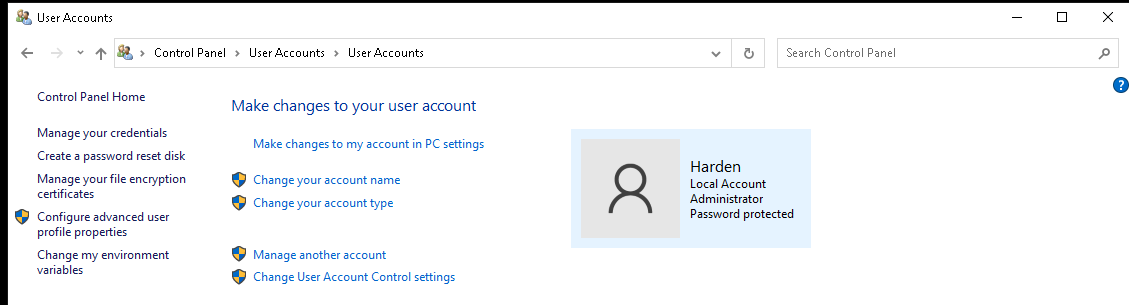 User Accounts
Control Panel > User Accounts > User Accounts
Search Control Panel
?
Control Panel Home
Manage your credentials
Create a password reset disk
Manage your file encryption
certificates
Configure advanced user
profile properties
Change my environment
variables
Make changes to your user account
Make changes to my account in PC settings
Change your account name
Change your account type
Manage another account
Change User Account Control settings
Harden
Local Account
Administrator
Password protected